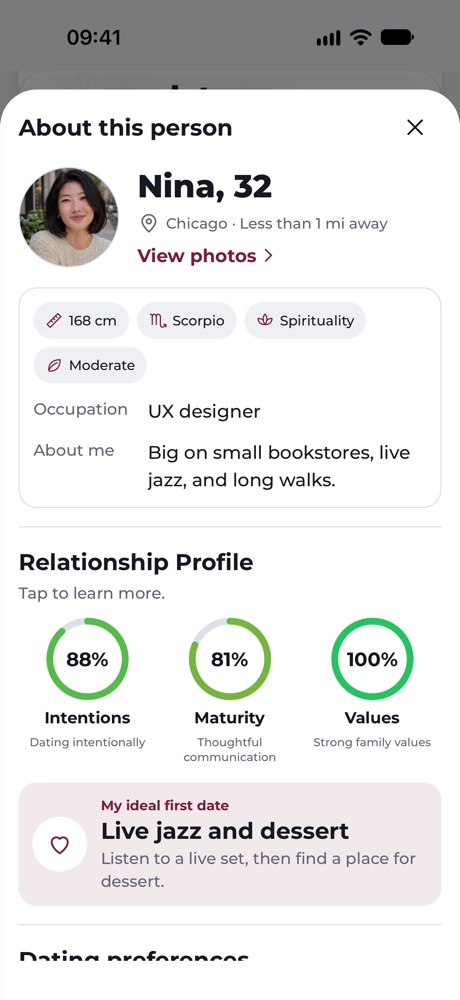 09:41
About this person
Nina, 32
Chicago · Less than 1 mi away
View photos
168 cm
Scorpio
Spirituality
Moderate
Occupation
UX designer
About me
Big on small bookstores, live
jazz, and long walks.
Relationship Profile
Tap to learn more.
88%
81%
100%
Intentions
Maturity
Values
Dating intentionally
Thoughtful
communication
Strong family values
My ideal first date
Live jazz and dessert
Listen to a live set, then find a place for
dessert.
Dating preferences